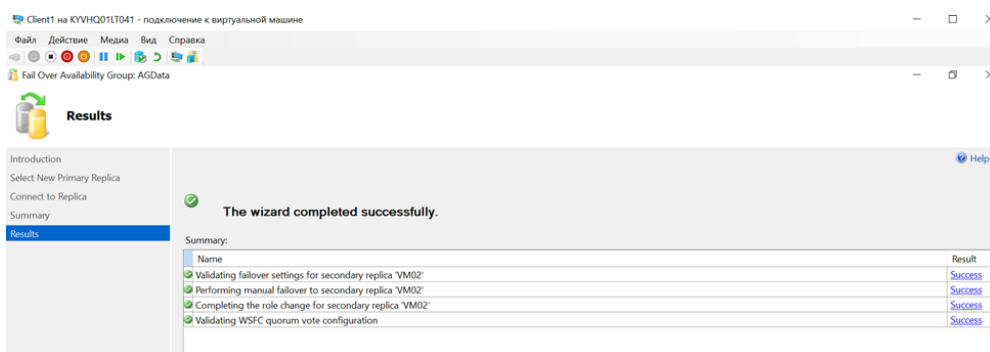 Client1 на KYVHQ01LT041 - подключение к виртуальной машине
Файл Действие Медиа Вид Справка
Fail Over Availability Group: AGData
Results
Introduction
Help
Select New Primary Replica
Connect to Replica
Summary
Results
The wizard completed successfully.
Summary:
Name Result
Validating failover settings for secondary replica 'VM02' Success
Performing manual failover to secondary replica 'VM02' Success
Completing the role change for secondary replica 'VM02' Success
Validating WSFC quorum vote configuration Success